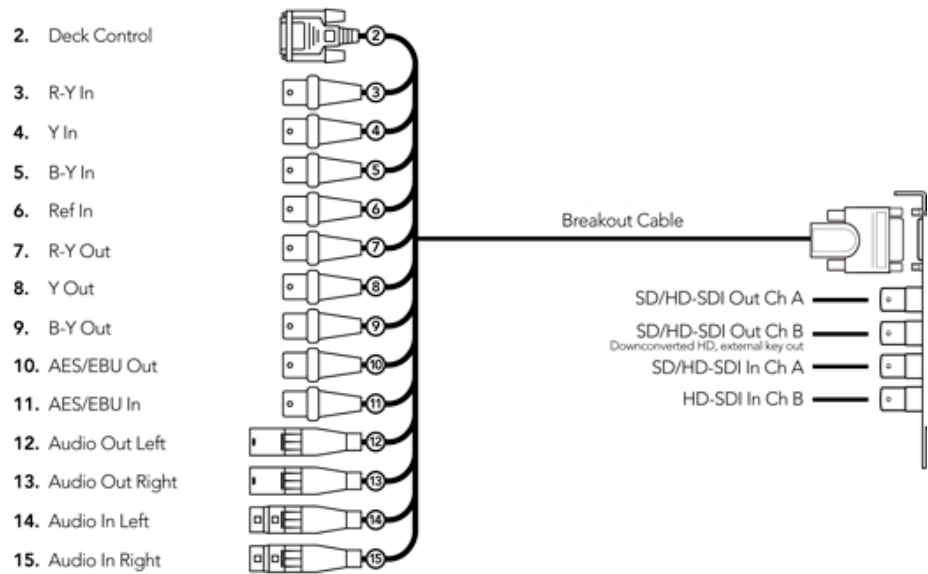 2. Deck Control
2
3. R-Y In
3
4. Y In
4
5. B-Y In
5
6. Ref In
6
7. R-Y Out
7
8. Y Out
8
9. B-Y Out
9
10. AES/EBU Out
10
11. AES/EBU In
11
12. Audio Out Left
12
13. Audio Out Right
13
14. Audio In Left
14
15. Audio In Right
15
Breakout Cable
SD/HD-SDI Out Ch A
SD/HD-SDI Out Ch B
Downconverted HD, external key out
SD/HD-SDI In Ch A
HD-SDI In Ch B